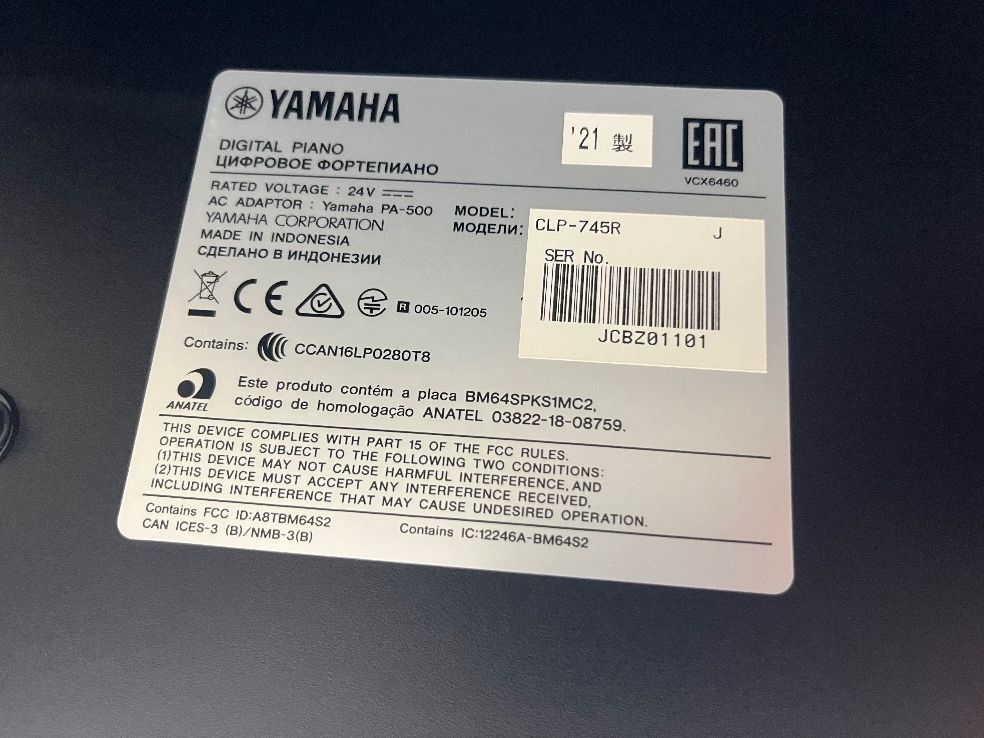 YAMAHA
DIGITAL PIANO
ЦИФРОВОЕ ФОРТЕПИАНО
'21 製
EAC
VCX6460
RATED VOLTAGE : 24V
AC ADAPTOR : Yamaha PA-500
YAMAHA CORPORATION
MADE IN INDONESIA
СДЕЛАНО В ИНДОНЕЗИИ
MODEL:
МОДЕЛИ:
CLP-745R J
SER No.
JCBZ01101
CE
R 005-101205
Contains: CCAN16LP0280T8
ANATEL
Este produto contém a placa BM64SPKS1MC2,
código de homologação ANATEL 03822-18-08759.
THIS DEVICE COMPLIES WITH PART 15 OF THE FCC RULES.
OPERATION IS SUBJECT TO THE FOLLOWING TWO CONDITIONS:
(1)THIS DEVICE MAY NOT CAUSE HARMFUL INTERFERENCE, AND
(2)THIS DEVICE MUST ACCEPT ANY INTERFERENCE RECEIVED,
INCLUDING INTERFERENCE THAT MAY CAUSE UNDESIRED OPERATION.
Contains FCC ID:A8TBM64S2
CAN ICES-3 (B)/NMB-3(B)
Contains IC:12246A-BM64S2